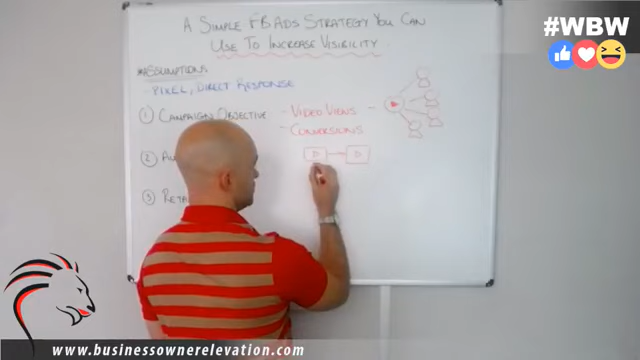 #WBW
A SIMPLE FB ADS STRATEGY YOU CAN
USE TO INCREASE VISIBILITY
*ASSUMPTIONS
- PIXEL, DIRECT RESPONSE
① CAMPAIGN OBJECTIVE - VIDEO VIEWS -
- CONVERSIONS
②
③
www.businessownerelevation.com